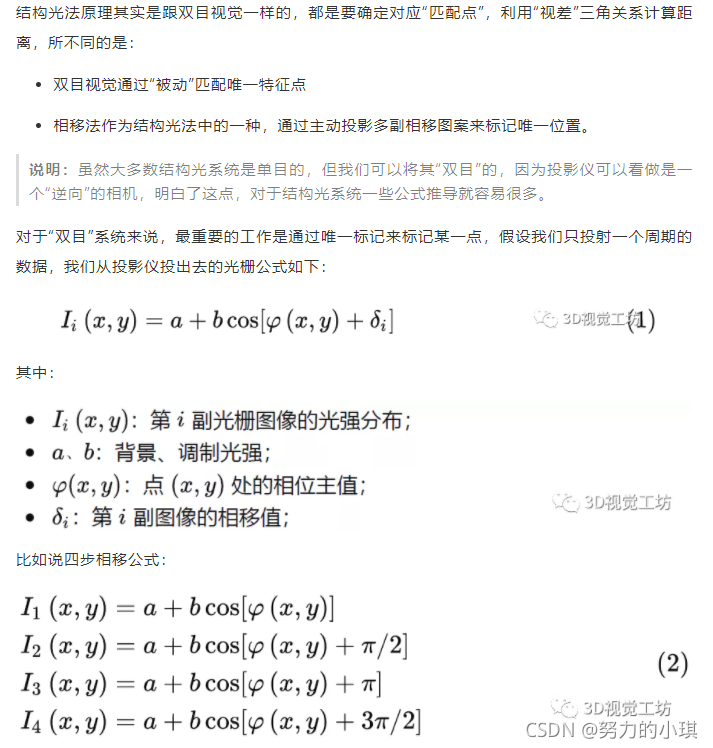 结构光法原理其实是跟双目视觉一样的，都是要确定对应“匹配点”，利用“视差”三角关系计算距
离，所不同的是：
• 双目视觉通过“被动”匹配唯一特征点
• 相移法作为结构光法中的一种，通过主动投影多副相移图案来标记唯一位置。
说明：虽然大多数结构光系统是单目的，但我们可以将其“双目”的，因为投影仪可以看做是一
个“逆向”的相机，明白了这点，对于结构光系统一些公式推导就容易很多。
对于“双目”系统来说，最重要的工作是通过唯一标记来标记某一点，假设我们只投射一个周期的
数据，我们从投影仪投出去的光栅公式如下：
I_i (x, y) = a + b cos[φ (x, y) + δ_i] 3D视觉工坊 (1)
其中：
• I_i (x, y)：第 i 副光栅图像的光强分布；
• a、b：背景、调制光强；
• φ(x, y)：点 (x, y) 处的相位主值；
3D视觉工坊
• δ_i：第 i 副图像的相移值；
比如说四步相移公式：
I_1 (x, y) = a + b cos[φ (x, y)]
I_2 (x, y) = a + b cos[φ (x, y) + π/2]
(2)
I_3 (x, y) = a + b cos[φ (x, y) + π]
3D视觉工坊
I_4 (x, y) = a + b cos[φ (x, y) + 3π/2]
CSDN @努力的小琪